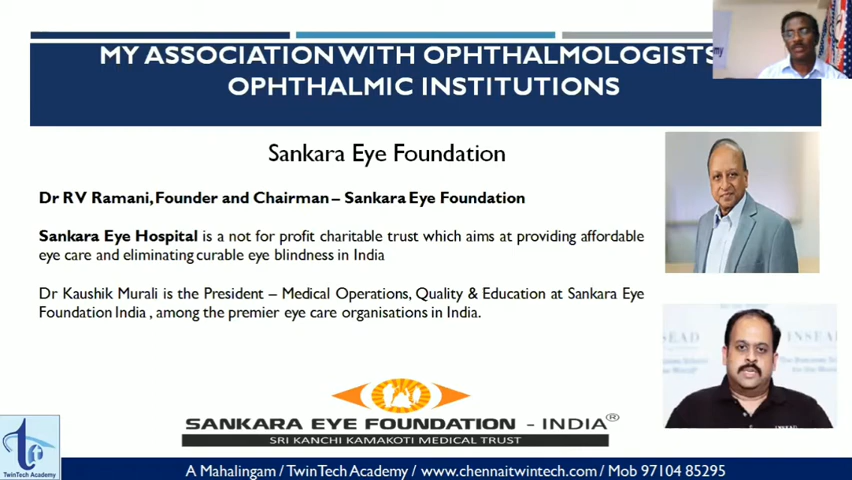 MY ASSOCIATION WITH OPHTHALMOLOGISTS
OPHTHALMIC INSTITUTIONS
Sankara Eye Foundation
Dr RV Ramani, Founder and Chairman – Sankara Eye Foundation
Sankara Eye Hospital is a not for profit charitable trust which aims at providing affordable
eye care and eliminating curable eye blindness in India
Dr Kaushik Murali is the President – Medical Operations, Quality & Education at Sankara Eye
Foundation India , among the premier eye care organisations in India.
INSEAD
INSEAD
SANKARA EYE FOUNDATION - INDIA®
SRI KANCHI KAMAKOTI MEDICAL TRUST
TwinTech Academy
A Mahalingam / TwinTech Academy / www.chennaitwintech.com / Mob 97104 85295